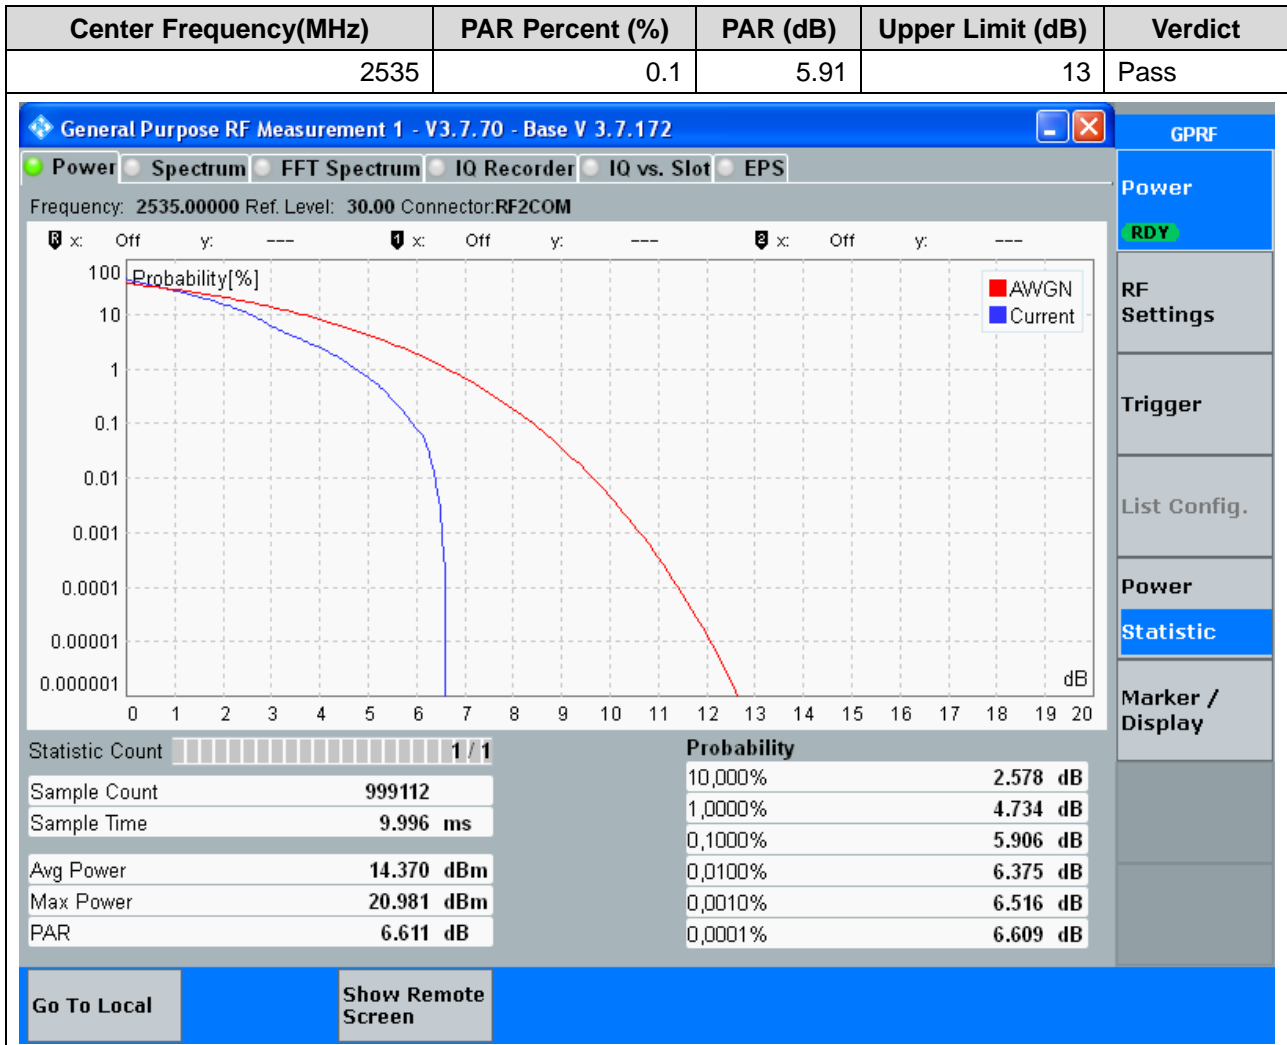 Center Frequency(MHz) PAR Percent (%) PAR (dB) Upper Limit (dB) Verdict
2535 0.1 5.91 13 Pass
General Purpose RF Measurement 1 - V3.7.70 - Base V 3.7.172
GPRF
Power Spectrum FFT Spectrum IQ Recorder IQ vs. Slot EPS
Power
RDY
Frequency: 2535.00000 Ref. Level: 30.00 Connector:RF2COM
R x: Off y: --- 1 x: Off y: --- 2 x: Off y: ---
Probability[%]
100
10
1
0.1
0.01
0.001
0.0001
0.00001
0.000001
AWGN
Current
dB
0 1 2 3 4 5 6 7 8 9 10 11 12 13 14 15 16 17 18 19 20
RF
Settings
Trigger
List Config.
Power
Statistic
Marker /
Display
Statistic Count 1 / 1
Sample Count 999112
Sample Time 9.996 ms
Avg Power 14.370 dBm
Max Power 20.981 dBm
PAR 6.611 dB
Probability
10,000% 2.578 dB
1,0000% 4.734 dB
0,1000% 5.906 dB
0,0100% 6.375 dB
0,0010% 6.516 dB
0,0001% 6.609 dB
Go To Local
Show Remote
Screen